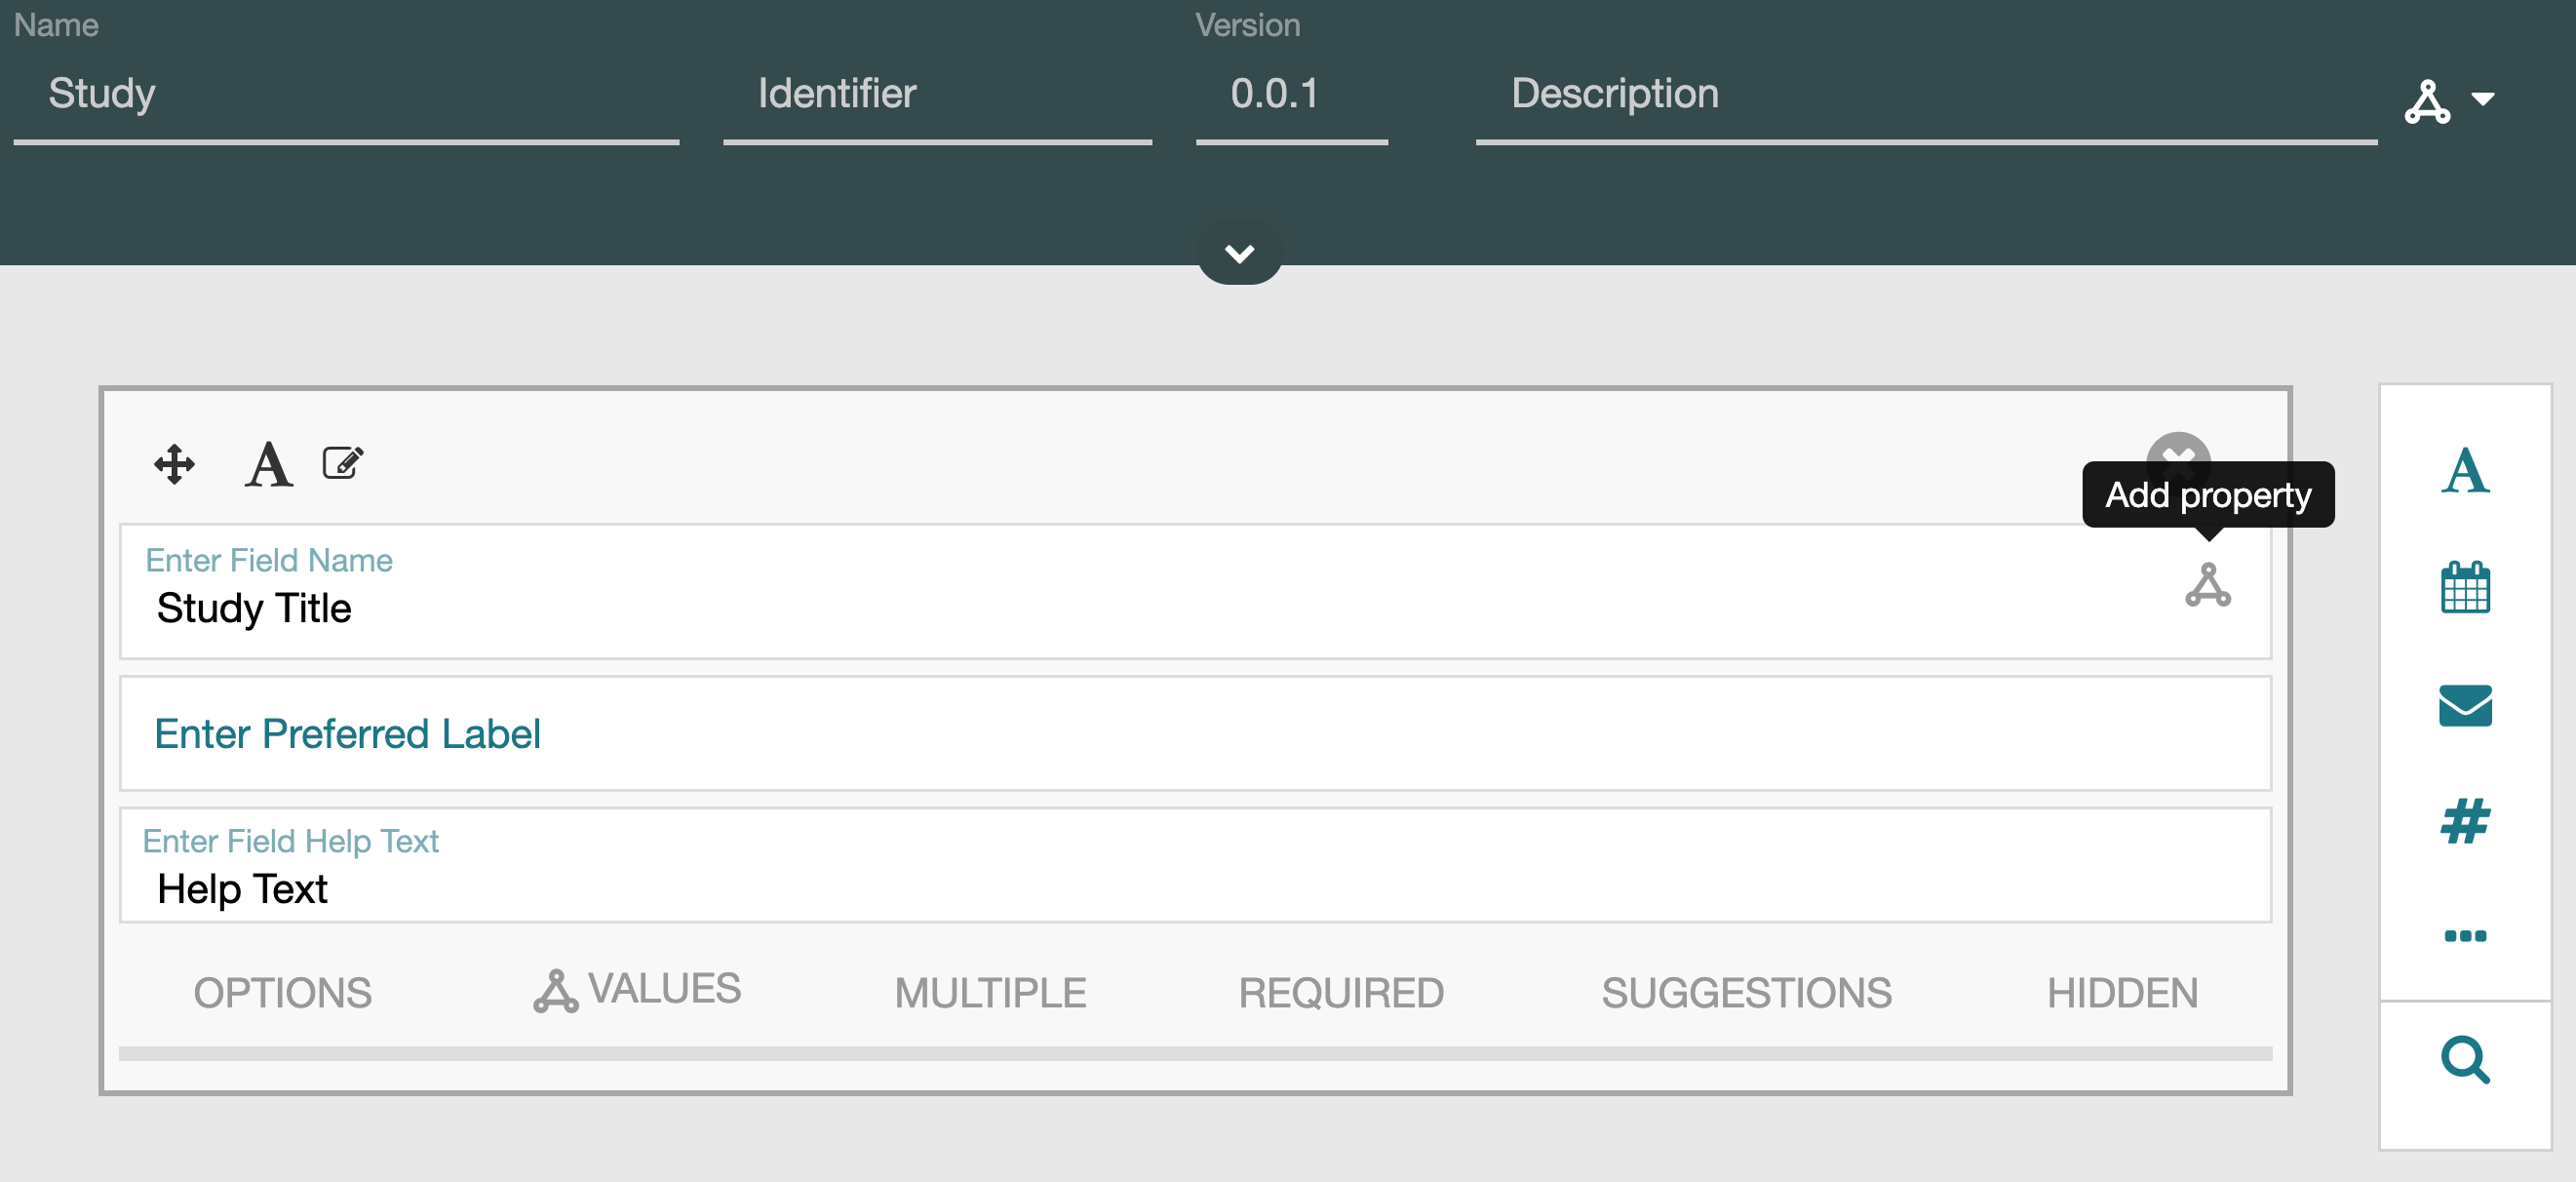 Name
Version
Study
Identifier
0.0.1
Description
A
Add property
Enter Field Name
Study Title
Enter Preferred Label
Enter Field Help Text
Help Text
OPTIONS
VALUES
MULTIPLE
REQUIRED
SUGGESTIONS
HIDDEN
A
#